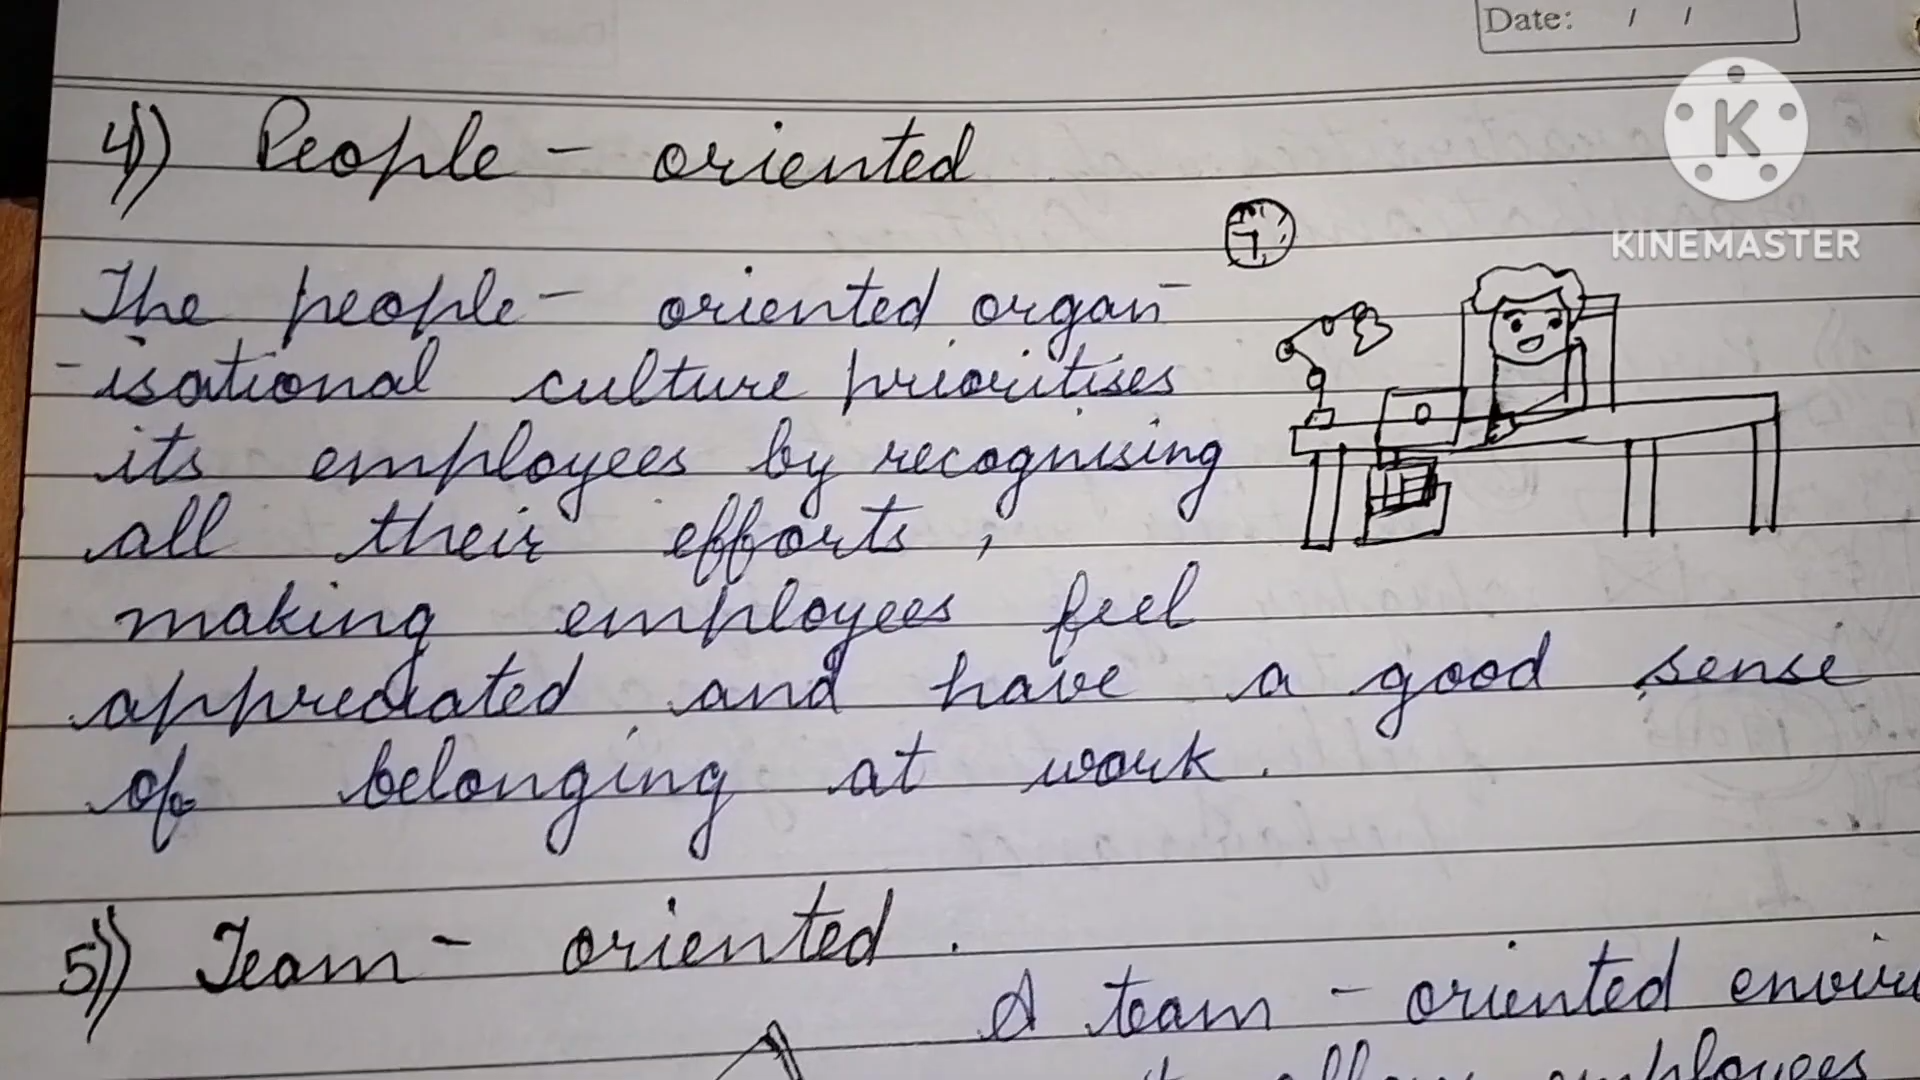 Date: / /
K
KINEMASTER
4)) People - oriented
The people - oriented organ-
-isational culture prioritises
its employees by recognising
all their efforts,
making employees feel
appreciated and have a good sense
of belonging at work.
5)) Team - oriented.
A team - oriented
employees